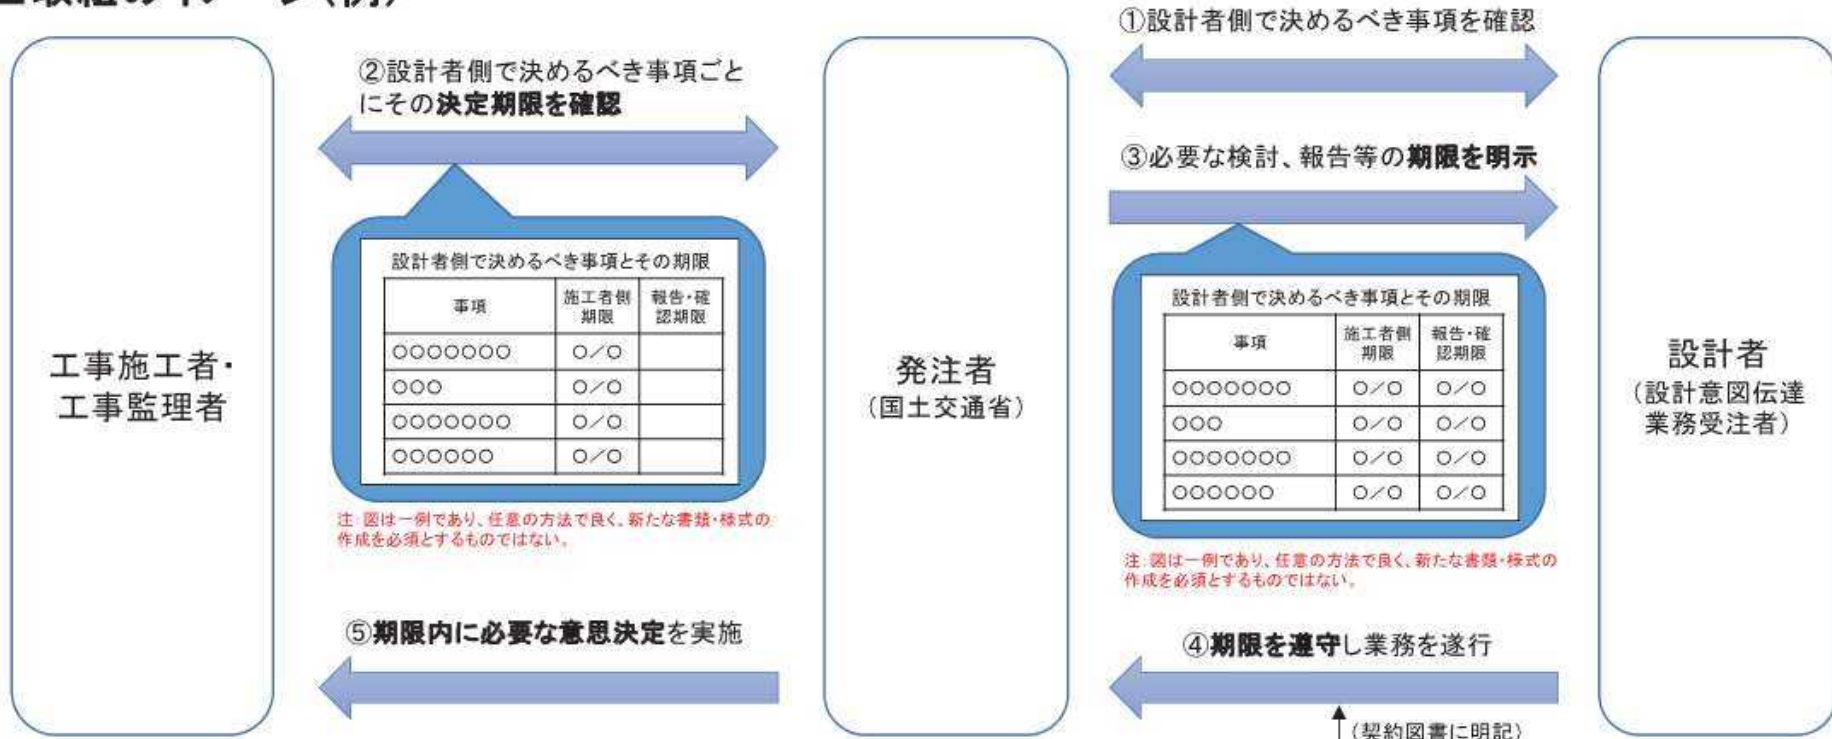 ①設計者側で決めるべき事項を確認
②設計者側で決めるべき事項ごと
にその決定期限を確認
③必要な検討、報告等の期限を明示
設計者側で決めるべき事項とその期限
事項 施工者側期限 報告・確認期限
○○○○○○○ ○／○
○○○ ○／○
○○○○○○○ ○／○
○○○○○○ ○／○
注:図は一例であり、任意の方法で良く、新たな書類・様式の
作成を必須とするものではない。
設計者側で決めるべき事項とその期限
事項 施工者側期限 報告・確認期限
○○○○○○○ ○／○ ○／○
○○○ ○／○ ○／○
○○○○○○○ ○／○ ○／○
○○○○○○ ○／○ ○／○
注:図は一例であり、任意の方法で良く、新たな書類・様式の
作成を必須とするものではない。
工事施工者・
工事監理者
発注者
（国土交通省）
設計者
（設計意図伝達
業務受注者）
⑤期限内に必要な意思決定を実施
④期限を遵守し業務を遂行
（契約図書に明記）